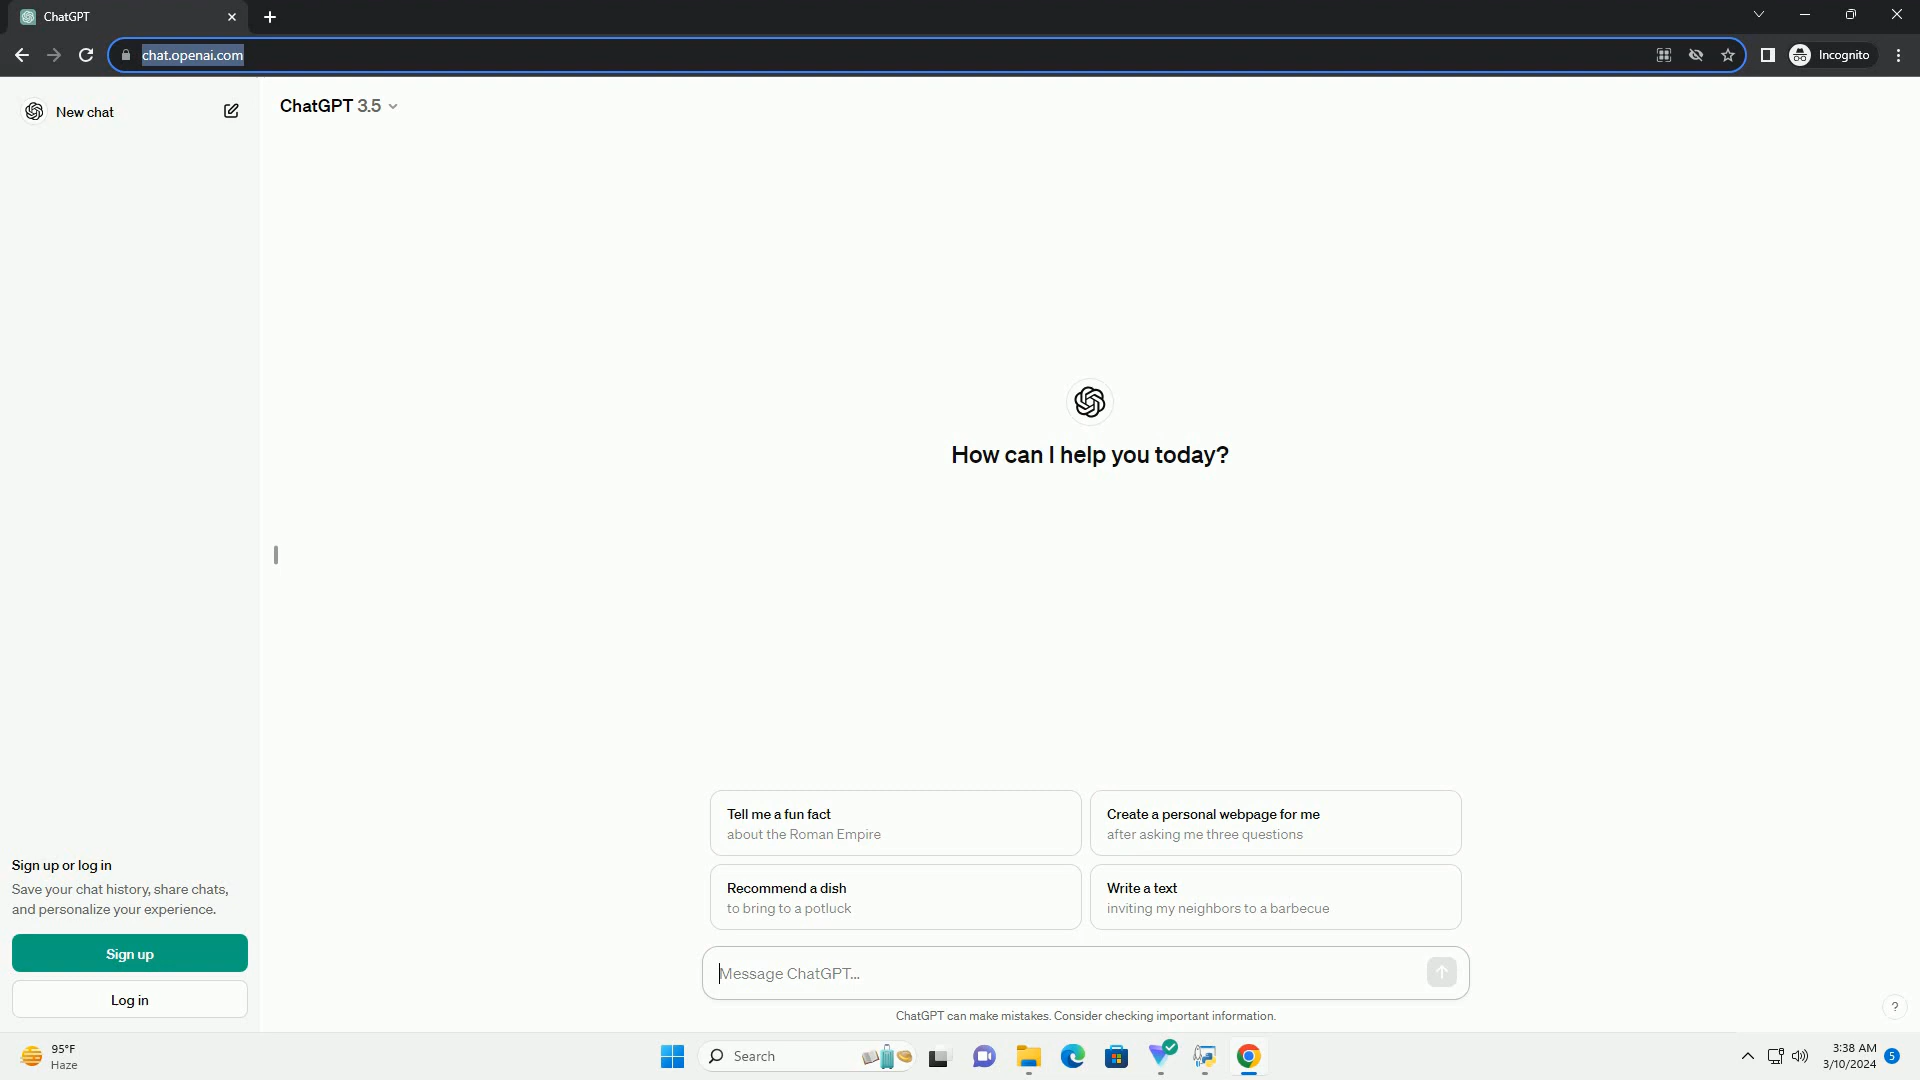 ChatGPT
chat.openai.com
Incognito
New chat
ChatGPT 3.5
How can I help you today?
Tell me a fun fact
about the Roman Empire
Create a personal webpage for me
after asking me three questions
Recommend a dish
to bring to a potluck
Write a text
inviting my neighbors to a barbecue
Sign up or log in
Save your chat history, share chats,
and personalize your experience.
Sign up
Log in
Message ChatGPT...
ChatGPT can make mistakes. Consider checking important information.
?
95°F
Haze
Search
3:38 AM
3/10/2024
5